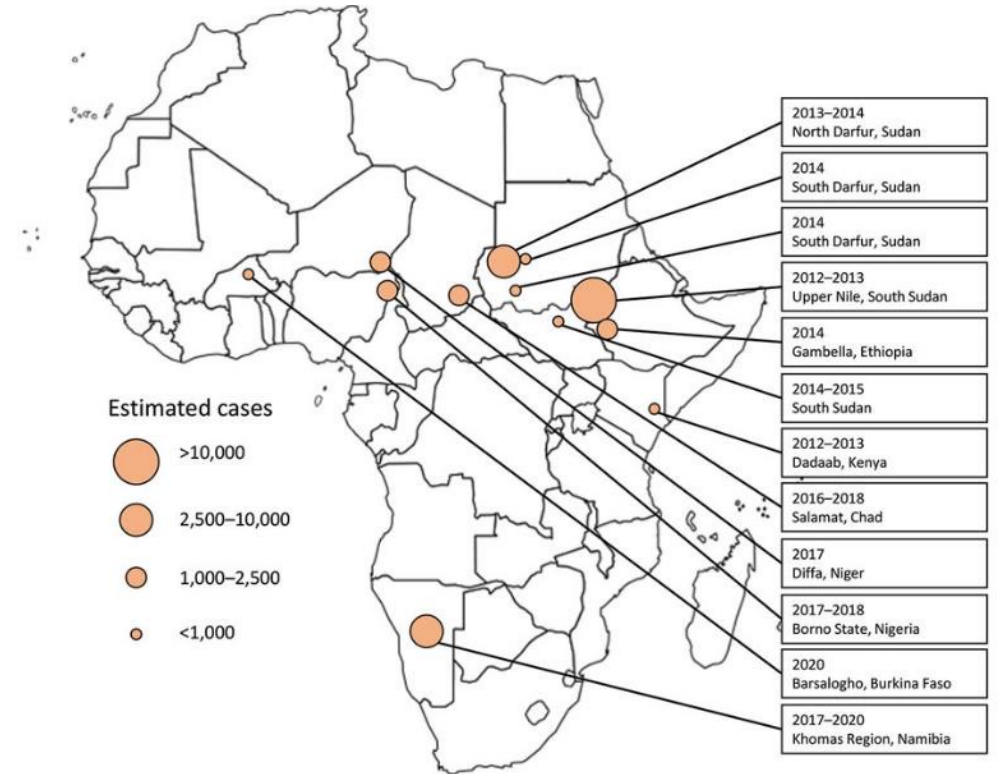 2013–2014
North Darfur, Sudan
2014
South Darfur, Sudan
2014
South Darfur, Sudan
2012–2013
Upper Nile, South Sudan
2014
Gambella, Ethiopia
2014–2015
South Sudan
2012–2013
Dadaab, Kenya
2016–2018
Salamat, Chad
2017
Diffa, Niger
2017–2018
Borno State, Nigeria
2020
Barsalogho, Burkina Faso
2017–2020
Khomas Region, Namibia
Estimated cases
>10,000
2,500–10,000
1,000–2,500
<1,000